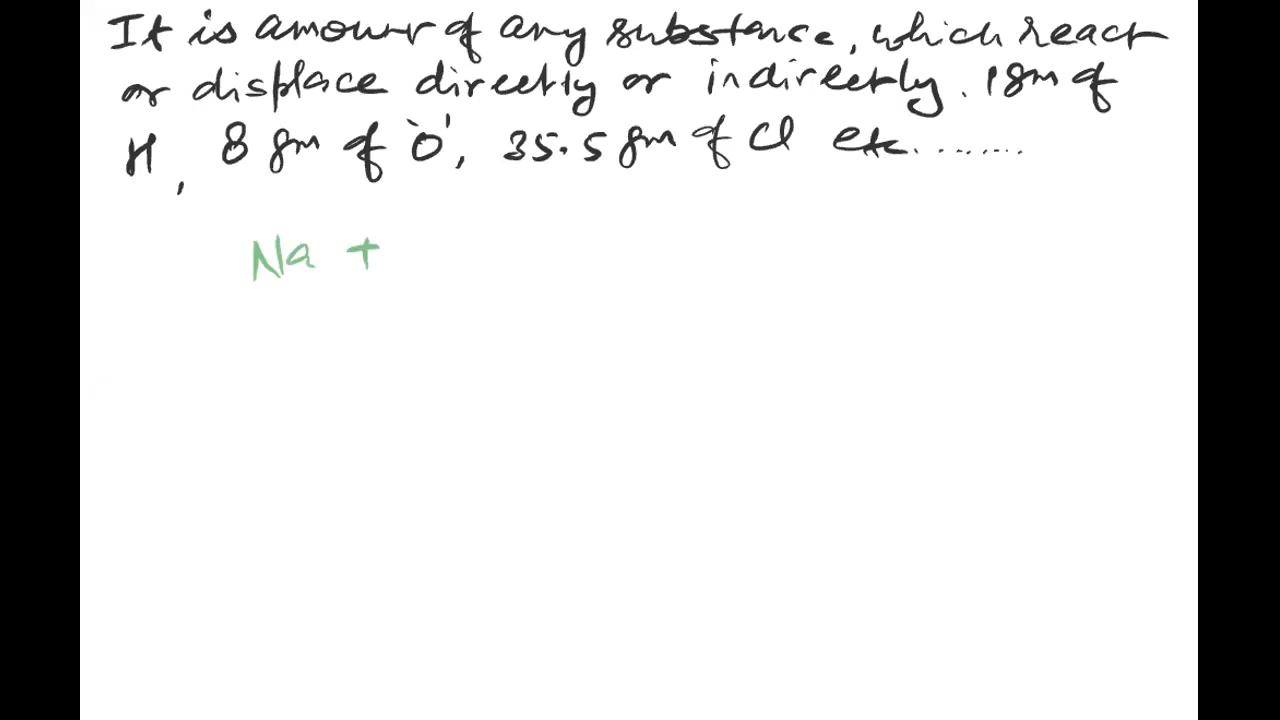 It is amount of any substance, which react
or displace directly or indirectly. 1gm of
H, 8 gm of 'O', 35.5 gm of Cl etc........
Na +